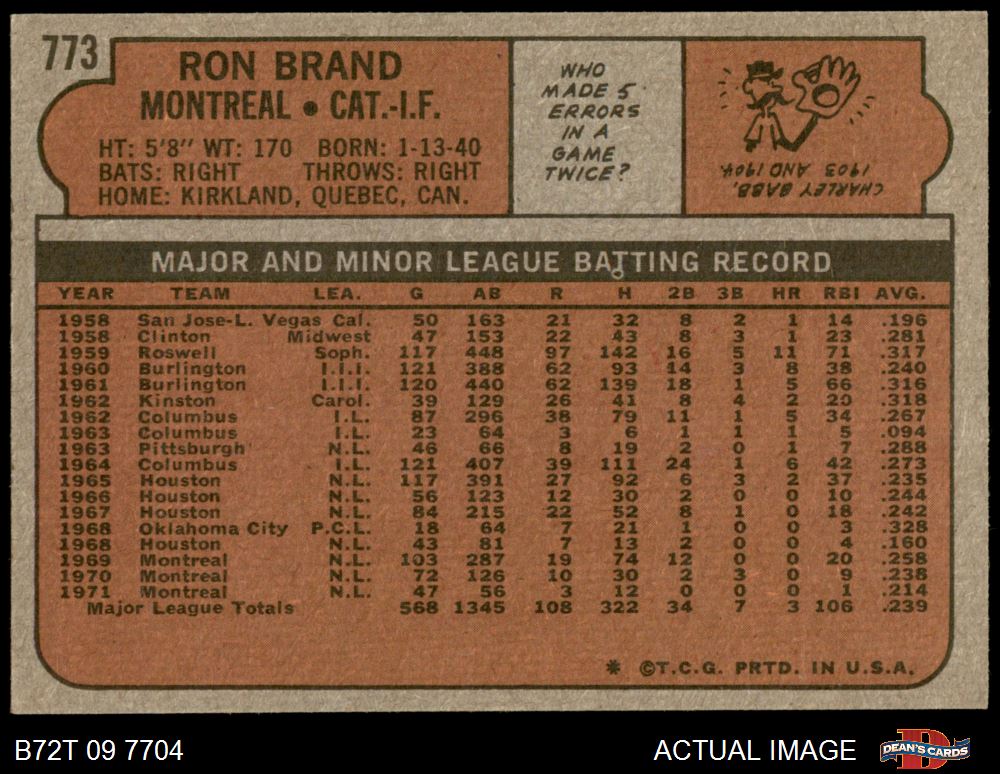 773
RON BRAND
MONTREAL • CAT.-I.F.
HT: 5'8" WT: 170 BORN: 1-13-40
BATS: RIGHT THROWS: RIGHT
HOME: KIRKLAND, QUEBEC, CAN.
WHO
MADE 5
ERRORS
IN A
GAME
TWICE?
CHARLEY BABB,
1903 AND 1904.
MAJOR AND MINOR LEAGUE BATTING RECORD
YEAR TEAM LEA. G AB R H 2B 3B HR RBI AVG.
1958 San Jose-L. Vegas Cal. 50 163 21 32 8 2 1 14 .196
1958 Clinton Midwest 47 153 22 43 8 3 1 23 .281
1959 Roswell Soph. 117 448 97 142 16 5 11 71 .317
1960 Burlington I.I.I. 121 388 62 93 14 3 8 38 .240
1961 Burlington I.I.I. 120 440 62 139 18 1 5 66 .316
1962 Kinston Carol. 39 129 26 41 8 4 2 20 .318
1962 Columbus I.L. 87 296 38 79 11 1 5 34 .267
1963 Columbus I.L. 23 64 3 6 1 1 1 5 .094
1963 Pittsburgh N.L. 46 66 8 19 2 0 1 7 .288
1964 Columbus I.L. 121 407 39 111 24 1 6 42 .273
1965 Houston N.L. 117 391 27 92 6 3 2 37 .235
1966 Houston N.L. 56 123 12 30 2 0 0 10 .244
1967 Houston N.L. 84 215 22 52 8 1 0 18 .242
1968 Oklahoma City P.C.L. 18 64 7 21 1 0 0 3 .328
1968 Houston N.L. 43 81 7 13 2 0 0 4 .160
1969 Montreal N.L. 103 287 19 74 12 0 0 20 .258
1970 Montreal N.L. 72 126 10 30 2 3 0 9 .238
1971 Montreal N.L. 47 56 3 12 0 0 0 1 .214
Major League Totals 568 1345 108 322 34 7 3 106 .239
* ©T.C.G. PRTD. IN U.S.A.
B72T 09 7704 ACTUAL IMAGE DEAN'S CARDS